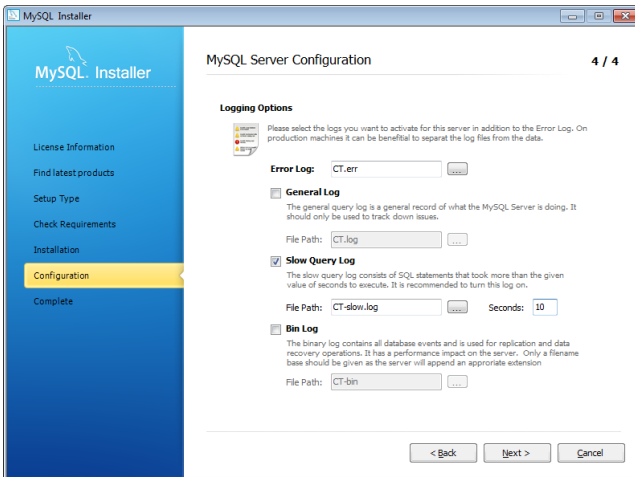 MySQL Installer
MySQL Server Configuration
4 / 4
MySQL. Installer
License Information
Find latest products
Setup Type
Check Requirements
Installation
Configuration
Complete
Logging Options
Please select the logs you want to activate for this server in addition to the Error Log. On
production machines it can be benefitial to separat the log files from the data.
Error Log: CT.err ...
General Log
The general query log is a general record of what the MySQL Server is doing. It
should only be used to track down issues.
File Path: CT.log ...
Slow Query Log
The slow query log consists of SQL statements that took more than the given
value of seconds to execute. It is recommended to turn this log on.
File Path: CT-slow.log ... Seconds: 10
Bin Log
The binary log contains all database events and is used for replication and data
recovery operations. It has a performance impact on the server. Only a filename
base should be given as the server will append an approriate extension
File Path: CT-bin ...
< Back Next > Cancel